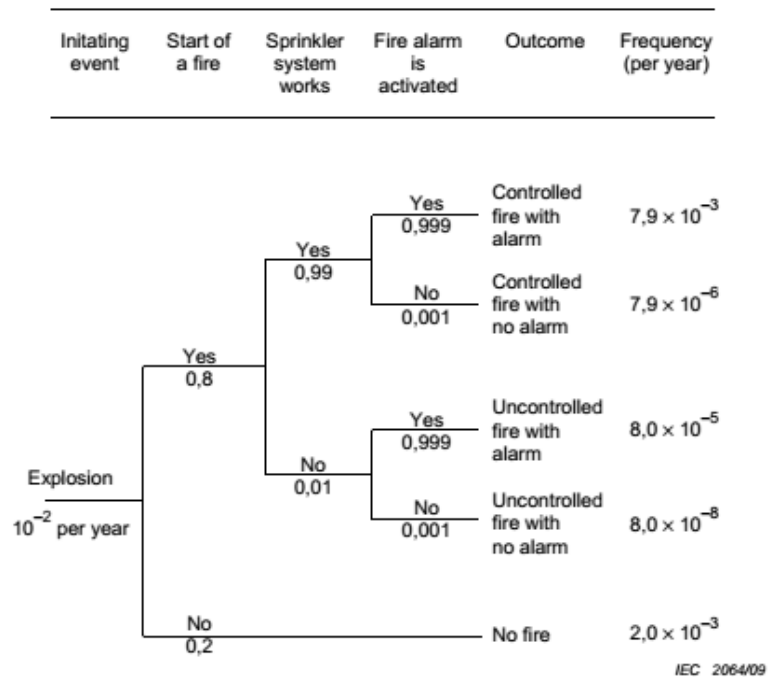 Initating event
Start of a fire
Sprinkler system works
Fire alarm is activated
Outcome
Frequency (per year)
Yes
0,999
Controlled fire with alarm
7,9 × 10⁻³
Yes
0,99
No
0,001
Controlled fire with no alarm
7,9 × 10⁻⁶
Yes
0,8
Yes
0,999
Uncontrolled fire with alarm
8,0 × 10⁻⁵
No
0,01
Explosion
10⁻² per year
No
0,001
Uncontrolled fire with no alarm
8,0 × 10⁻⁸
No
0,2
No fire
2,0 × 10⁻³
IEC 2064/09